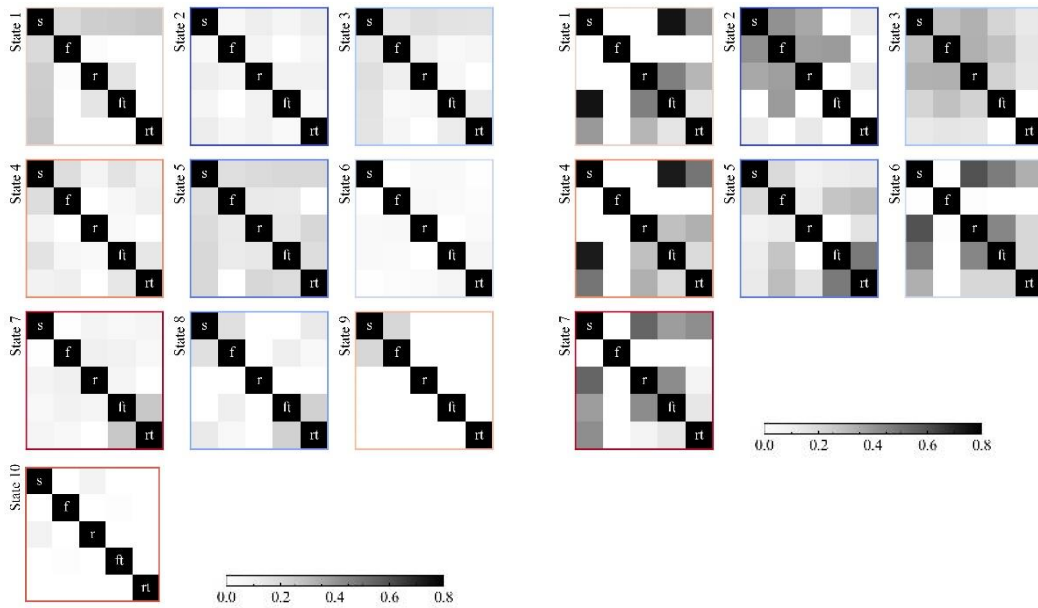 State 1
s
f
r
ft
rt
State 2
s
f
r
ft
rt
State 3
s
f
r
ft
rt
State 1
s
f
r
ft
rt
State 2
s
f
r
ft
rt
State 3
s
f
r
ft
rt
State 4
s
f
r
ft
rt
State 5
s
f
r
ft
rt
State 6
s
f
r
ft
rt
State 4
s
f
r
ft
rt
State 5
s
f
r
ft
rt
State 6
s
f
r
ft
rt
State 7
s
f
r
ft
rt
State 8
s
f
r
ft
rt
State 9
s
f
r
ft
rt
State 7
s
f
r
ft
rt
0.0 0.2 0.4 0.6 0.8
State 10
s
f
r
ft
rt
0.0 0.2 0.4 0.6 0.8